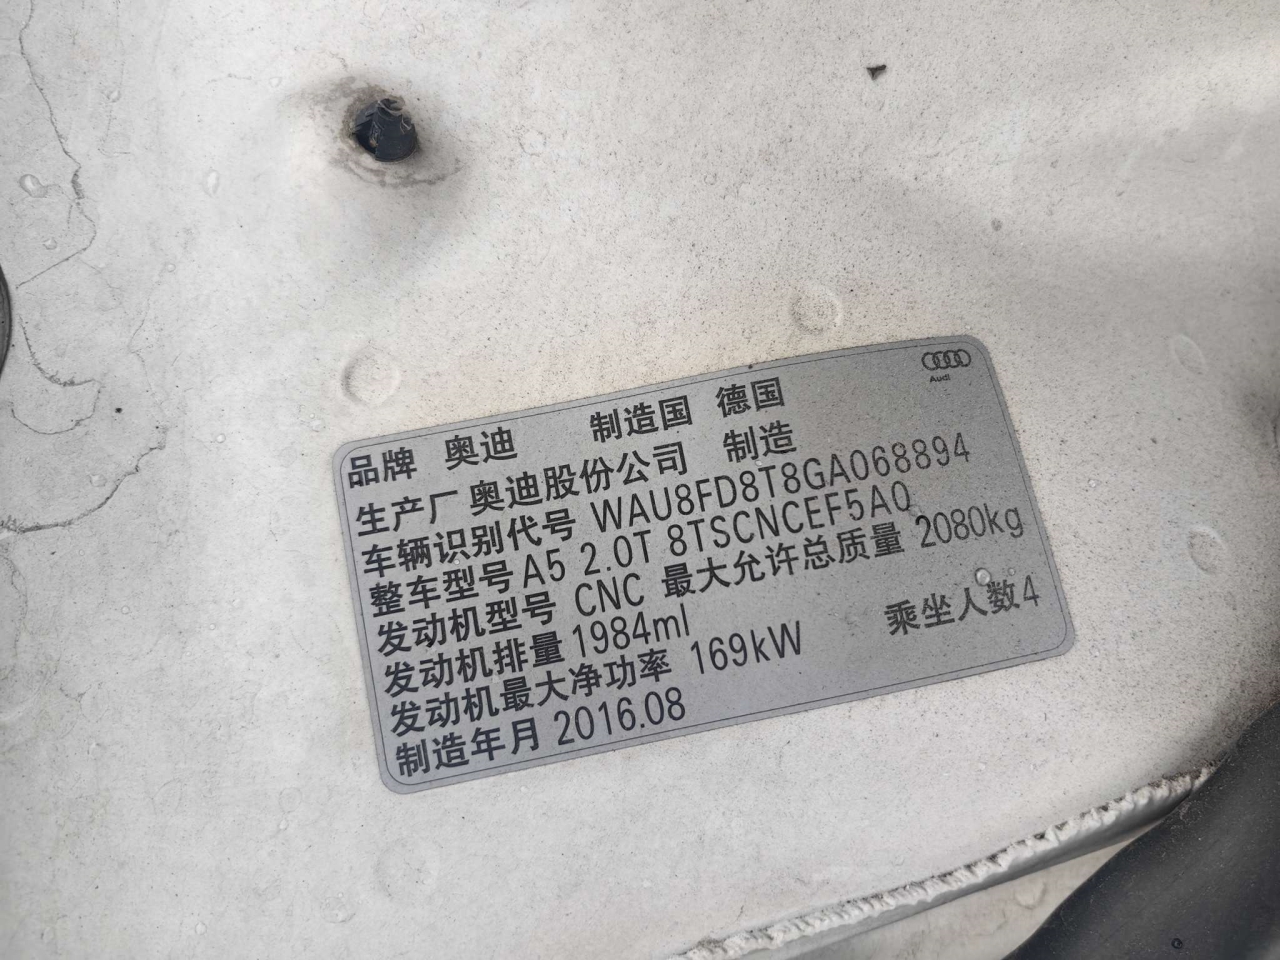 Audi
品牌 奥迪 制造国 德国
生产厂 奥迪股份公司 制造
车辆识别代号 WAU8FD8T8GA068894
整车型号 A5 2.0T 8TSCNCEF5A0
发动机型号 CNC 最大允许总质量 2080kg
发动机排量 1984ml 乘坐人数 4
发动机最大净功率 169kW
制造年月 2016.08